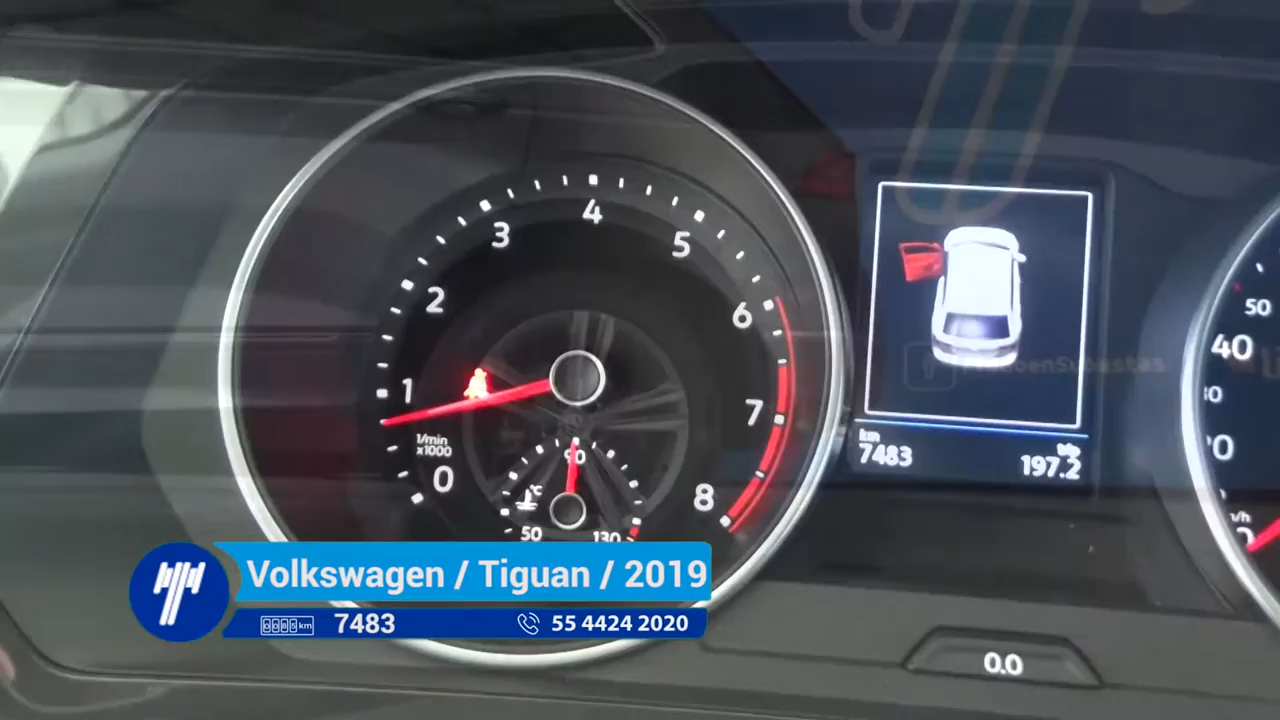 4
3
5
2
6
1
7
1/min
x1000
0
8
90
°C
50
130
km
7483
197.2
50
40
Volkswagen / Tiguan / 2019
km 7483 55 4424 2020
0.0